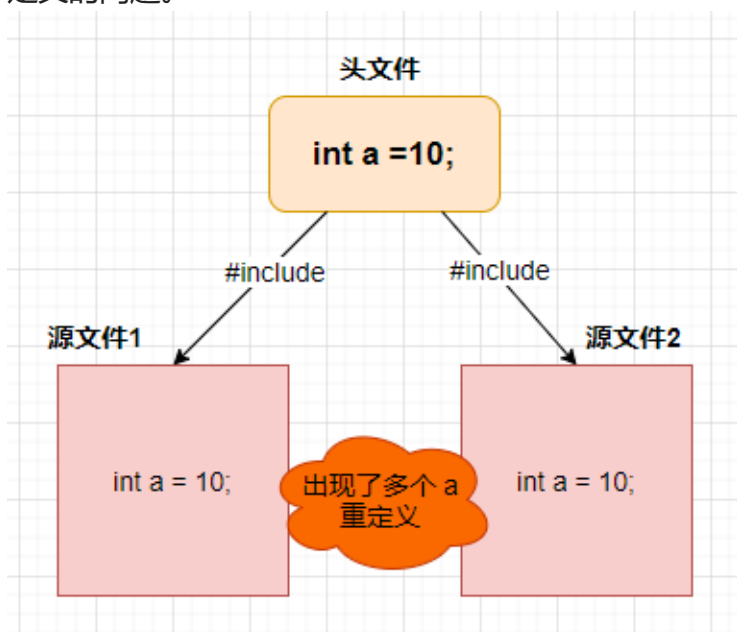 头文件
int a =10;
#include
#include
源文件1
源文件2
int a = 10;
出现了多个 a
重定义
int a = 10;